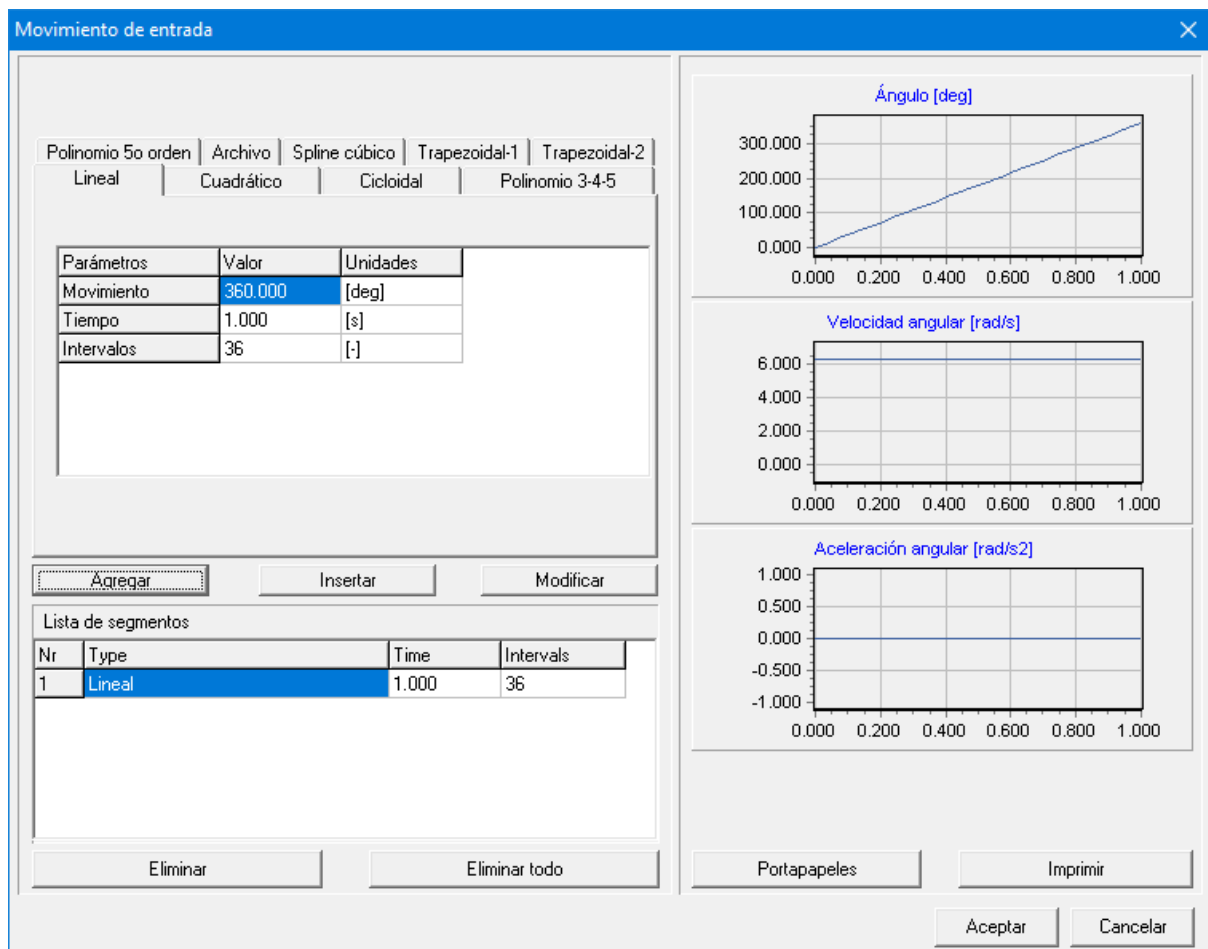 Movimiento de entrada
Polinomio 5o orden Archivo Spline cúbico Trapezoidal-1 Trapezoidal-2
Lineal Cuadrático Cicloidal Polinomio 3-4-5
Parámetros Valor Unidades
Movimiento 360.000 [deg]
Tiempo 1.000 [s]
Intervalos 36 [-]
Agregar Insertar Modificar
Lista de segmentos
Nr Type Time Intervals
1 Lineal 1.000 36
Eliminar Eliminar todo
Ángulo [deg]
300.000
200.000
100.000
0.000
0.000 0.200 0.400 0.600 0.800 1.000
Velocidad angular [rad/s]
6.000
4.000
2.000
0.000
0.000 0.200 0.400 0.600 0.800 1.000
Aceleración angular [rad/s2]
1.000
0.500
0.000
-0.500
-1.000
0.000 0.200 0.400 0.600 0.800 1.000
Portapapeles Imprimir
Aceptar Cancelar